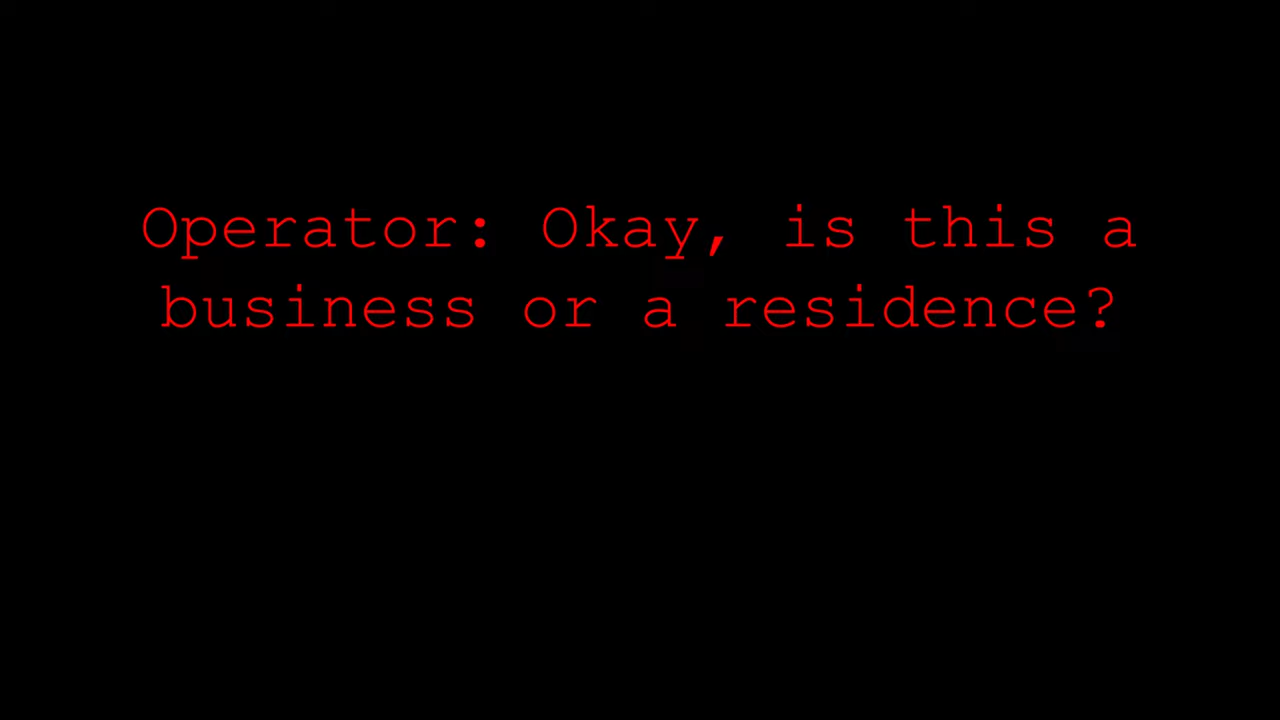 Operator: Okay, is this a
business or a residence?